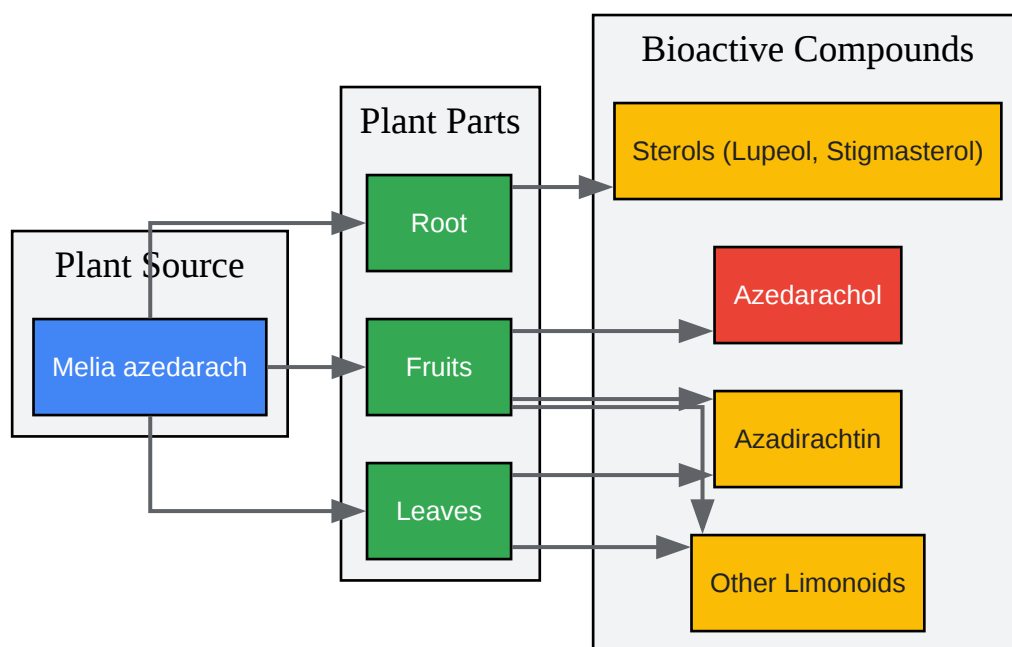 Bioactive Compounds
Plant Parts
Sterols (Lupeol, Stigmasterol)
Root
Plant Source
Azedarachol
Melia azedarach
Fruits
Azadirachtin
Leaves
Other Limonoids